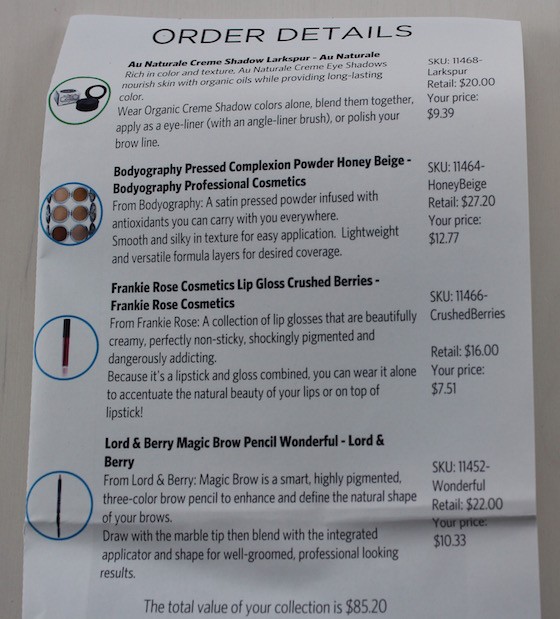 ORDER DETAILS
Au Naturale Creme Shadow Larkspur - Au Naturale
Rich in color and texture, Au Naturale Creme Eye Shadows
nourish skin with organic oils while providing long-lasting
color.
Wear Organic Creme Shadow colors alone, blend them together,
apply as a eye-liner (with an angle-liner brush), or polish your
brow line.
SKU: 11468-
Larkspur
Retail: $20.00
Your price:
$9.39
Bodyography Pressed Complexion Powder Honey Beige -
Bodyography Professional Cosmetics
From Bodyography: A satin pressed powder infused with
antioxidants you can carry with you everywhere.
Smooth and silky in texture for easy application. Lightweight
and versatile formula layers for desired coverage.
SKU: 11464-
HoneyBeige
Retail: $27.20
Your price:
$12.77
Frankie Rose Cosmetics Lip Gloss Crushed Berries -
Frankie Rose Cosmetics
From Frankie Rose: A collection of lip glosses that are beautifully
creamy, perfectly non-sticky, shockingly pigmented and
dangerously addicting.
Because it's a lipstick and gloss combined, you can wear it alone
to accentuate the natural beauty of your lips or on top of
lipstick!
SKU: 11466-
CrushedBerries
Retail: $16.00
Your price:
$7.51
Lord & Berry Magic Brow Pencil Wonderful - Lord &
Berry
From Lord & Berry: Magic Brow is a smart, highly pigmented,
three-color brow pencil to enhance and define the natural shape
of your brows.
Draw with the marble tip then blend with the integrated
applicator and shape for well-groomed, professional looking
results.
SKU: 11452-
Wonderful
Retail: $22.00
Your price:
$10.33
The total value of your collection is $85.20